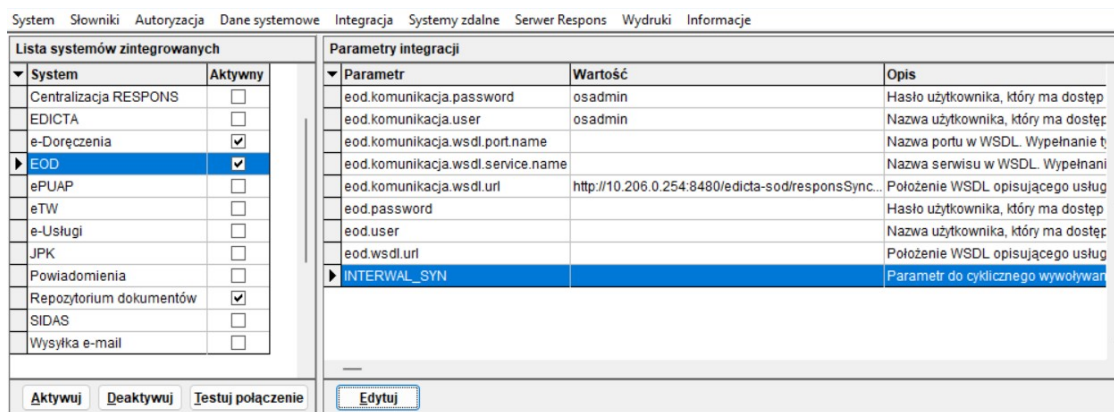 System Słowniki Autoryzacja Dane systemowe Integracja Systemy zdalne Serwer Respons Wydruki Informacje
Lista systemów zintegrowanych
System Aktywny
Centralizacja RESPONS
EDICTA
e-Doręczenia
EOD
ePUAP
eTW
e-Usługi
JPK
Powiadomienia
Repozytorium dokumentów
SIDAS
Wysyłka e-mail
Aktywuj Deaktywuj Testuj połączenie
Parametry integracji
Parametr Wartość Opis
eod.komunikacja.password osadmin Hasło użytkownika, który ma dostęp
eod.komunikacja.user osadmin Nazwa użytkownika, który ma dostęp
eod.komunikacja.wsdl.port.name Nazwa portu w WSDL. Wypełnianie ty
eod.komunikacja.wsdl.service.name Nazwa serwisu w WSDL. Wypełniani
eod.komunikacja.wsdl.url http://10.206.0.254:8480/edicta-sod/responsSync... Położenie WSDL opisującego usług
eod.password Hasło użytkownika, który ma dostęp
eod.user Nazwa użytkownika, który ma dostęp
eod.wsdl.url Położenie WSDL opisującego usług
INTERWAL_SYN Parametr do cyklicznego wywoływan
Edytuj